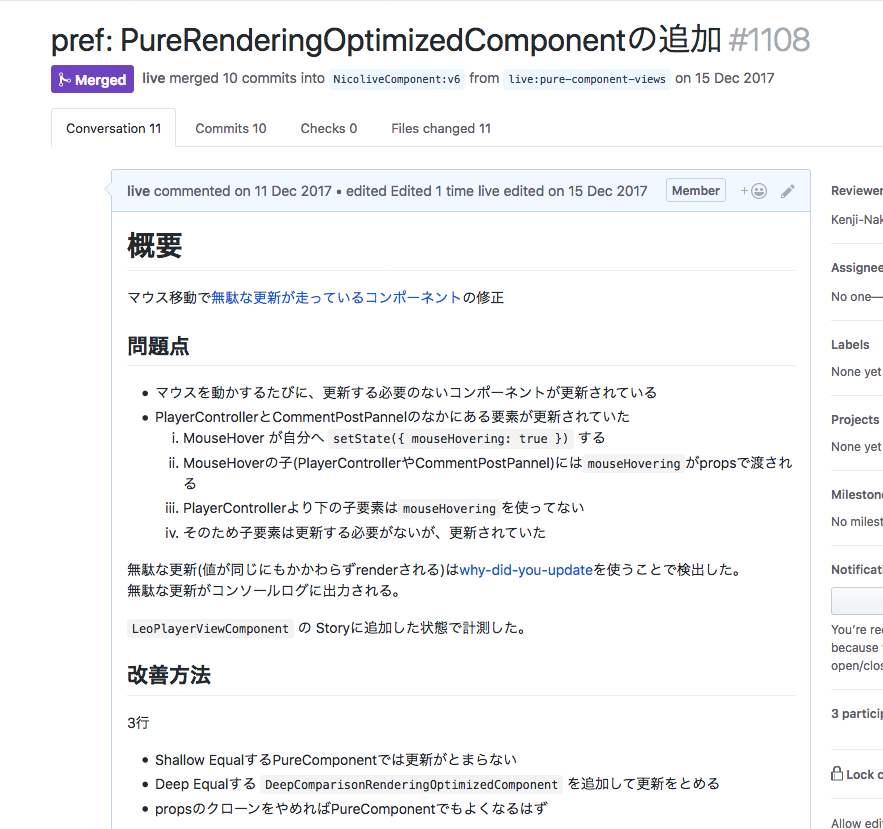 pref: PureRenderingOptimizedComponentの追加 #1108
Merged live merged 10 commits into NicoliveComponent:v6 from live:pure-component-views on 15 Dec 2017
Conversation 11 Commits 10 Checks 0 Files changed 11
live commented on 11 Dec 2017 • edited Edited 1 time live edited on 15 Dec 2017 Member
概要
マウス移動で無駄な更新が走っているコンポーネントの修正
問題点
• マウスを動かするたびに、更新する必要のないコンポーネントが更新されている
• PlayerControllerとCommentPostPannelのなかにある要素が更新されていた
i. MouseHover が自分へ setState({ mouseHovering: true }) する
ii. MouseHoverの子(PlayerControllerやCommentPostPannel)には mouseHovering がpropsで渡され
る
iii. PlayerControllerより下の子要素は mouseHovering を使ってない
iv. そのため子要素は更新する必要がないが、更新されていた
無駄な更新(値が同じにもかかわらずrenderされる)はwhy-did-you-updateを使うことで検出した。
無駄な更新がコンソールログに出力される。
LeoPlayerViewComponent の Storyに追加した状態で計測した。
改善方法
3行
• Shallow EqualするPureComponentでは更新がとまらない
• Deep Equalする DeepComparisonRenderingOptimizedComponent を追加して更新をとめる
• propsのクローンをやめればPureComponentでもよくなるはず
Reviewer
Kenji-Nak
Assignee
No one—
Labels
None yet
Projects
None yet
Milestone
No milest
Notificati
You’re re
because
open/clos
3 particip
Lock c
Allow edi